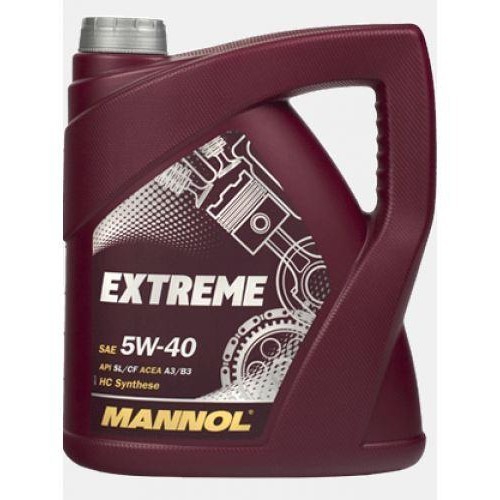 EXTREME
SAE 5W-40
API SL/CF ACEA A3/B3
HC Synthese
MANNOL